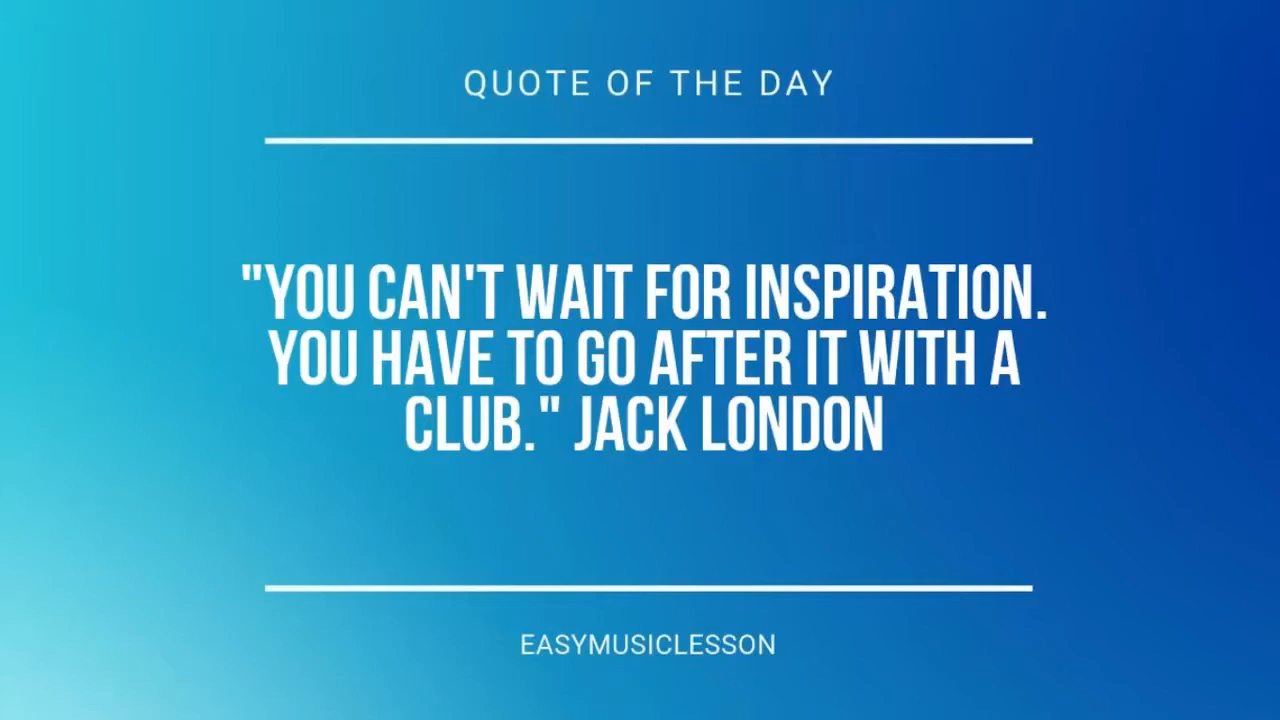 QUOTE OF THE DAY
"YOU CAN'T WAIT FOR INSPIRATION.
YOU HAVE TO GO AFTER IT WITH A
CLUB." JACK LONDON
EASYMUSICLESSON